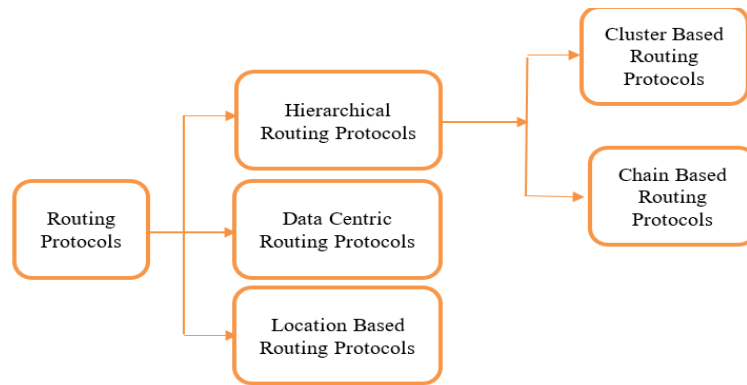 Cluster Based
Routing
Protocols
Hierarchical
Routing Protocols
Chain Based
Routing
Protocols
Routing
Protocols
Data Centric
Routing Protocols
Location Based
Routing Protocols